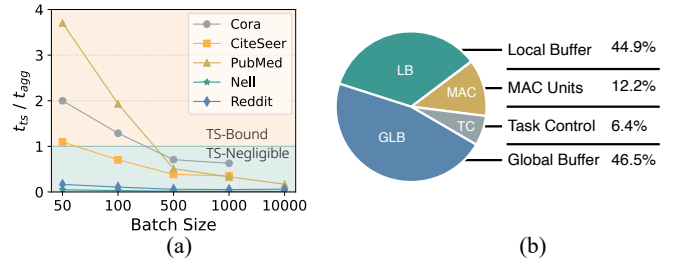 4
3
2
1
0
t_ts / t_agg
Cora
CiteSeer
PubMed
Nell
Reddit
TS-Bound
TS-Negligible
50 100 500 1000 10000
Batch Size
(a)
LB
MAC
TC
GLB
Local Buffer 44.9%
MAC Units 12.2%
Task Control 6.4%
Global Buffer 46.5%
(b)